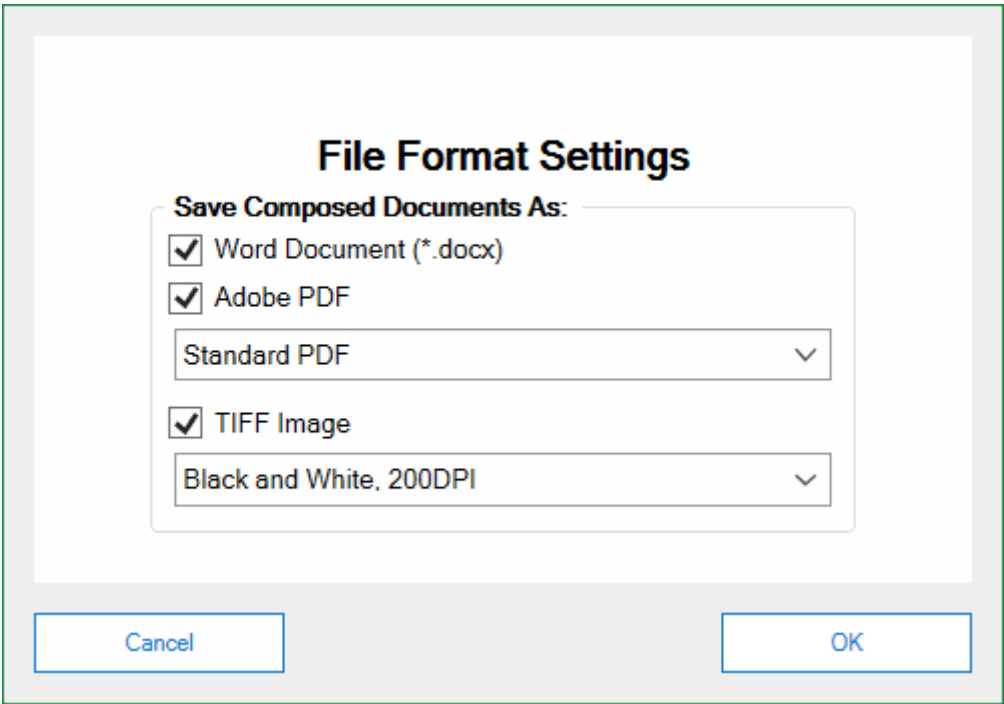 File Format Settings
Save Composed Documents As:
Word Document (*.docx)
Adobe PDF
Standard PDF
TIFF Image
Black and White, 200DPI
Cancel
OK